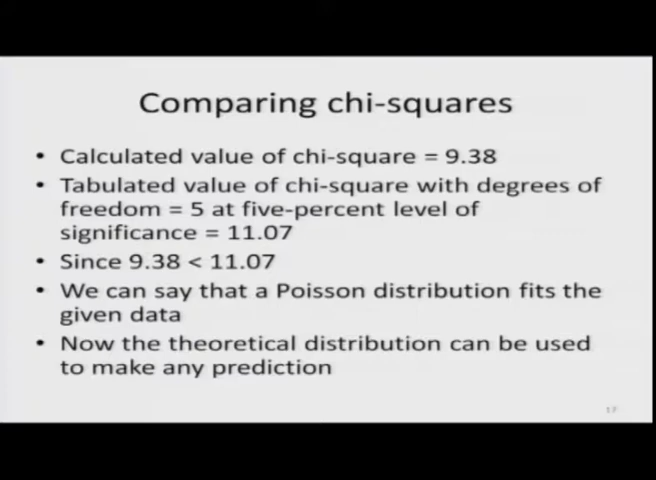 Comparing chi-squares
• Calculated value of chi-square = 9.38
• Tabulated value of chi-square with degrees of
freedom = 5 at five-percent level of
significance = 11.07
• Since 9.38 < 11.07
• We can say that a Poisson distribution fits the
given data
• Now the theoretical distribution can be used
to make any prediction
17